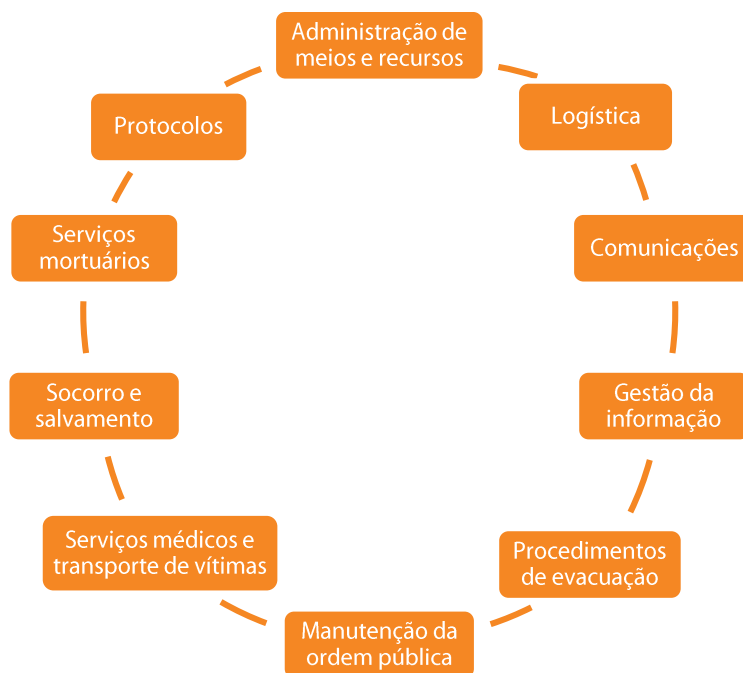 Administração de
meios e recursos
Logística
Comunicações
Gestão da
informação
Procedimentos
de evacuação
Manutenção da
ordem pública
Serviços médicos e
transporte de vítimas
Socorro e
salvamento
Serviços
mortuários
Protocolos